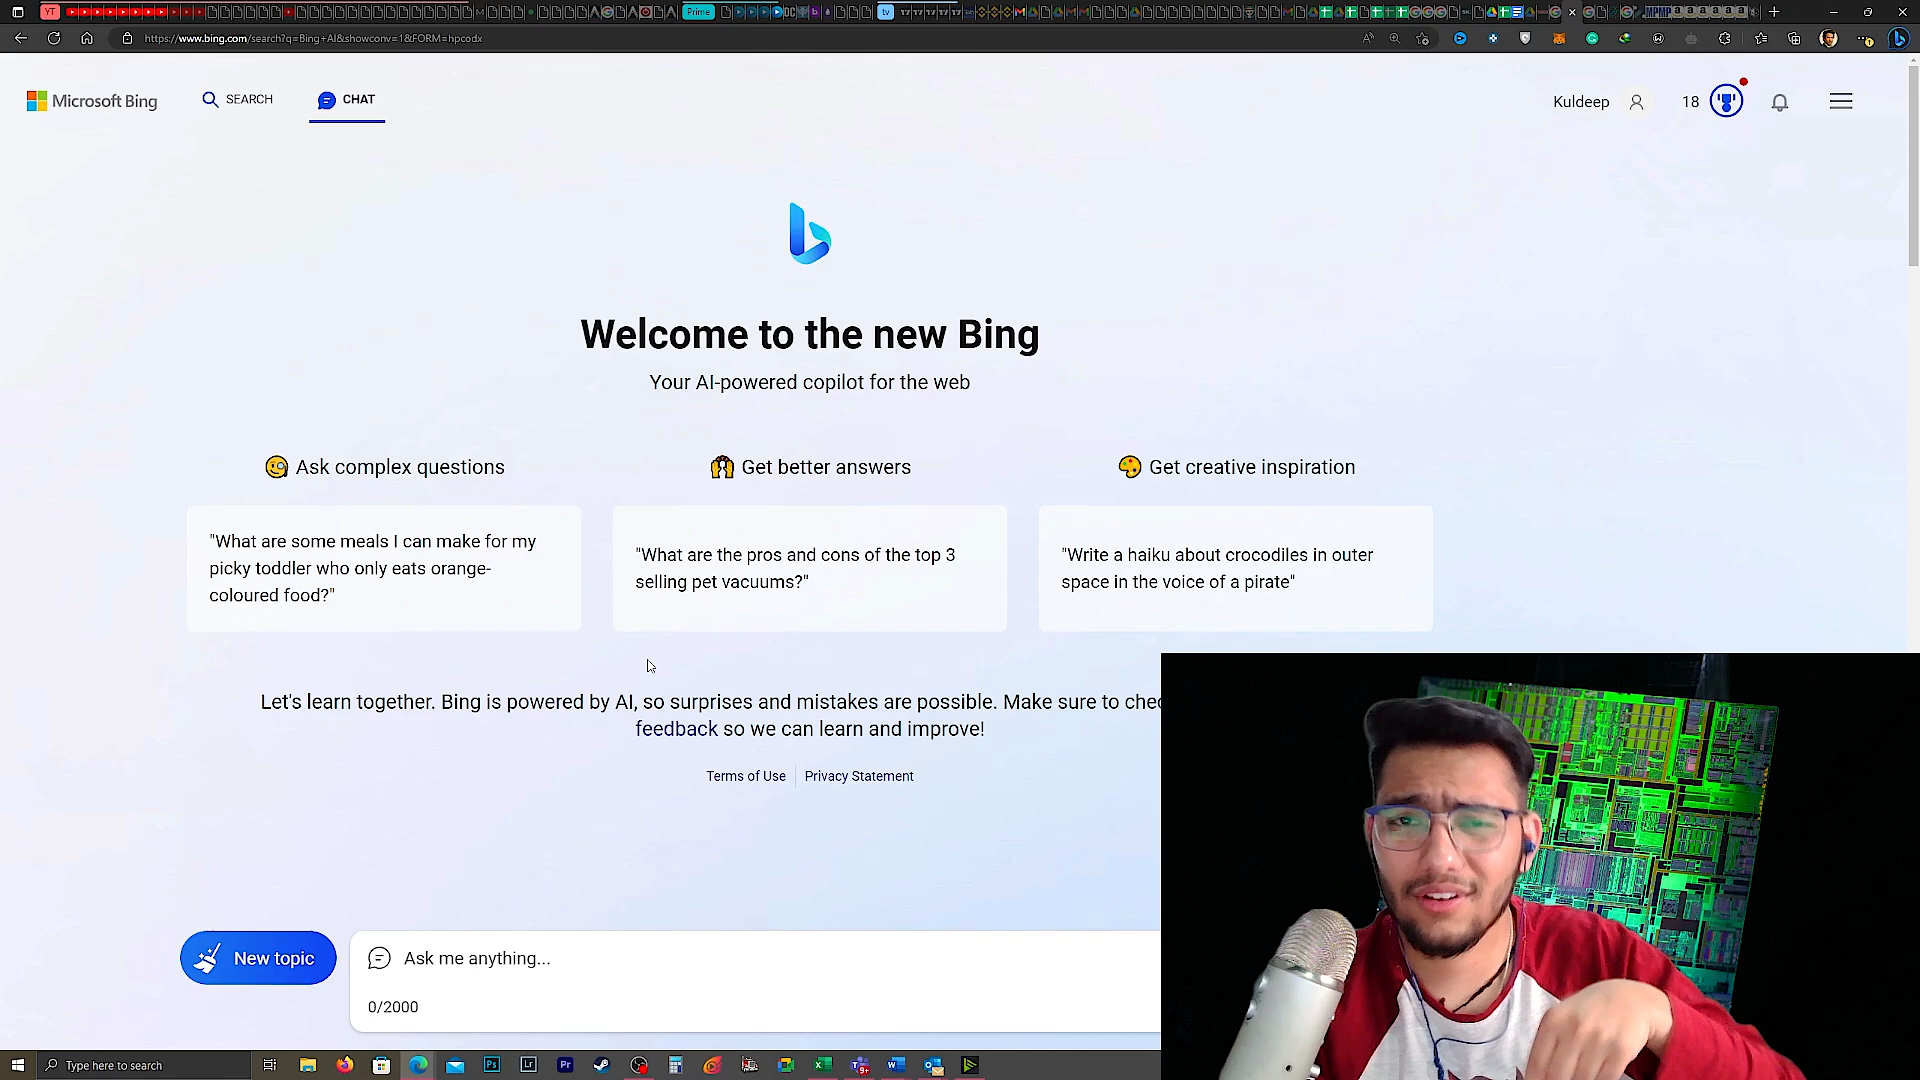 YT
Prime
tv
https://www.bing.com/search?q=Bing+AI&showconv=1&FORM=hpcodx
Microsoft Bing
SEARCH
CHAT
Kuldeep
18
Welcome to the new Bing
Your AI-powered copilot for the web
Ask complex questions
Get better answers
Get creative inspiration
"What are some meals I can make for my
picky toddler who only eats orange-
coloured food?"
"What are the pros and cons of the top 3
selling pet vacuums?"
"Write a haiku about crocodiles in outer
space in the voice of a pirate"
Let's learn together. Bing is powered by AI, so surprises and mistakes are possible. Make sure to
feedback so we can learn and improve!
Terms of Use
Privacy Statement
New topic
Ask me anything...
0/2000
Type here to search
Ps
Lr
Pr